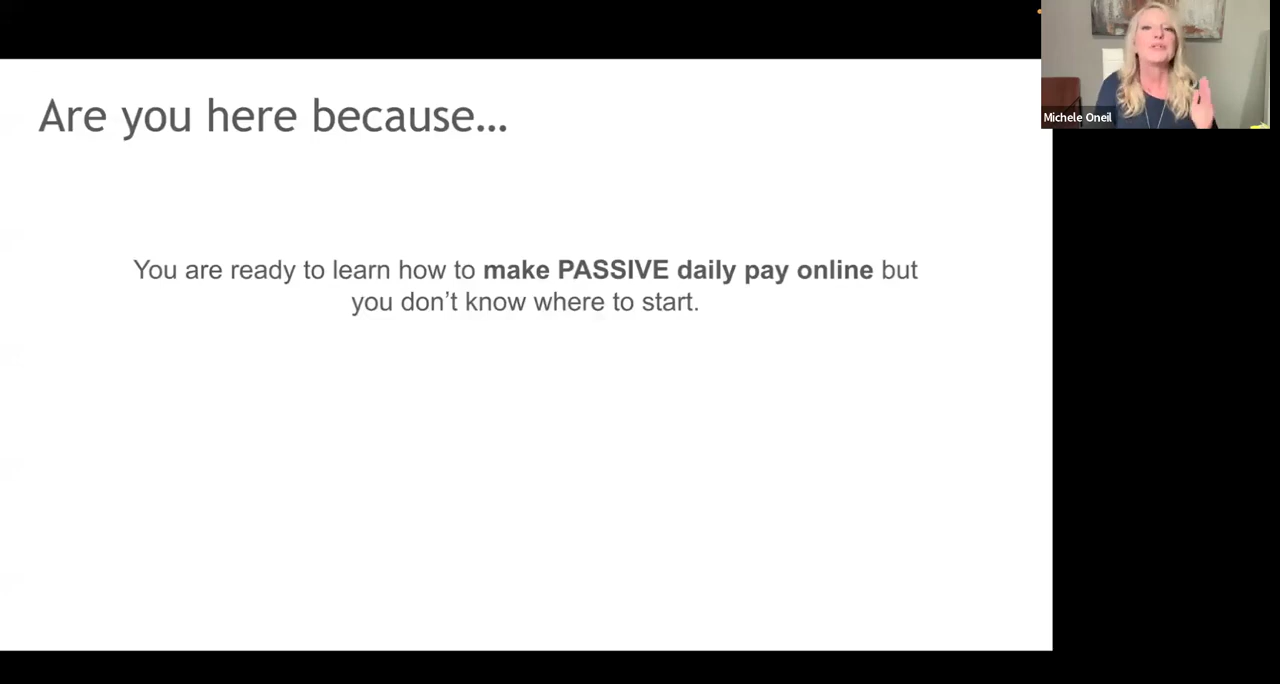 Are you here because...
Michele Oneil
You are ready to learn how to make PASSIVE daily pay online but
you don’t know where to start.